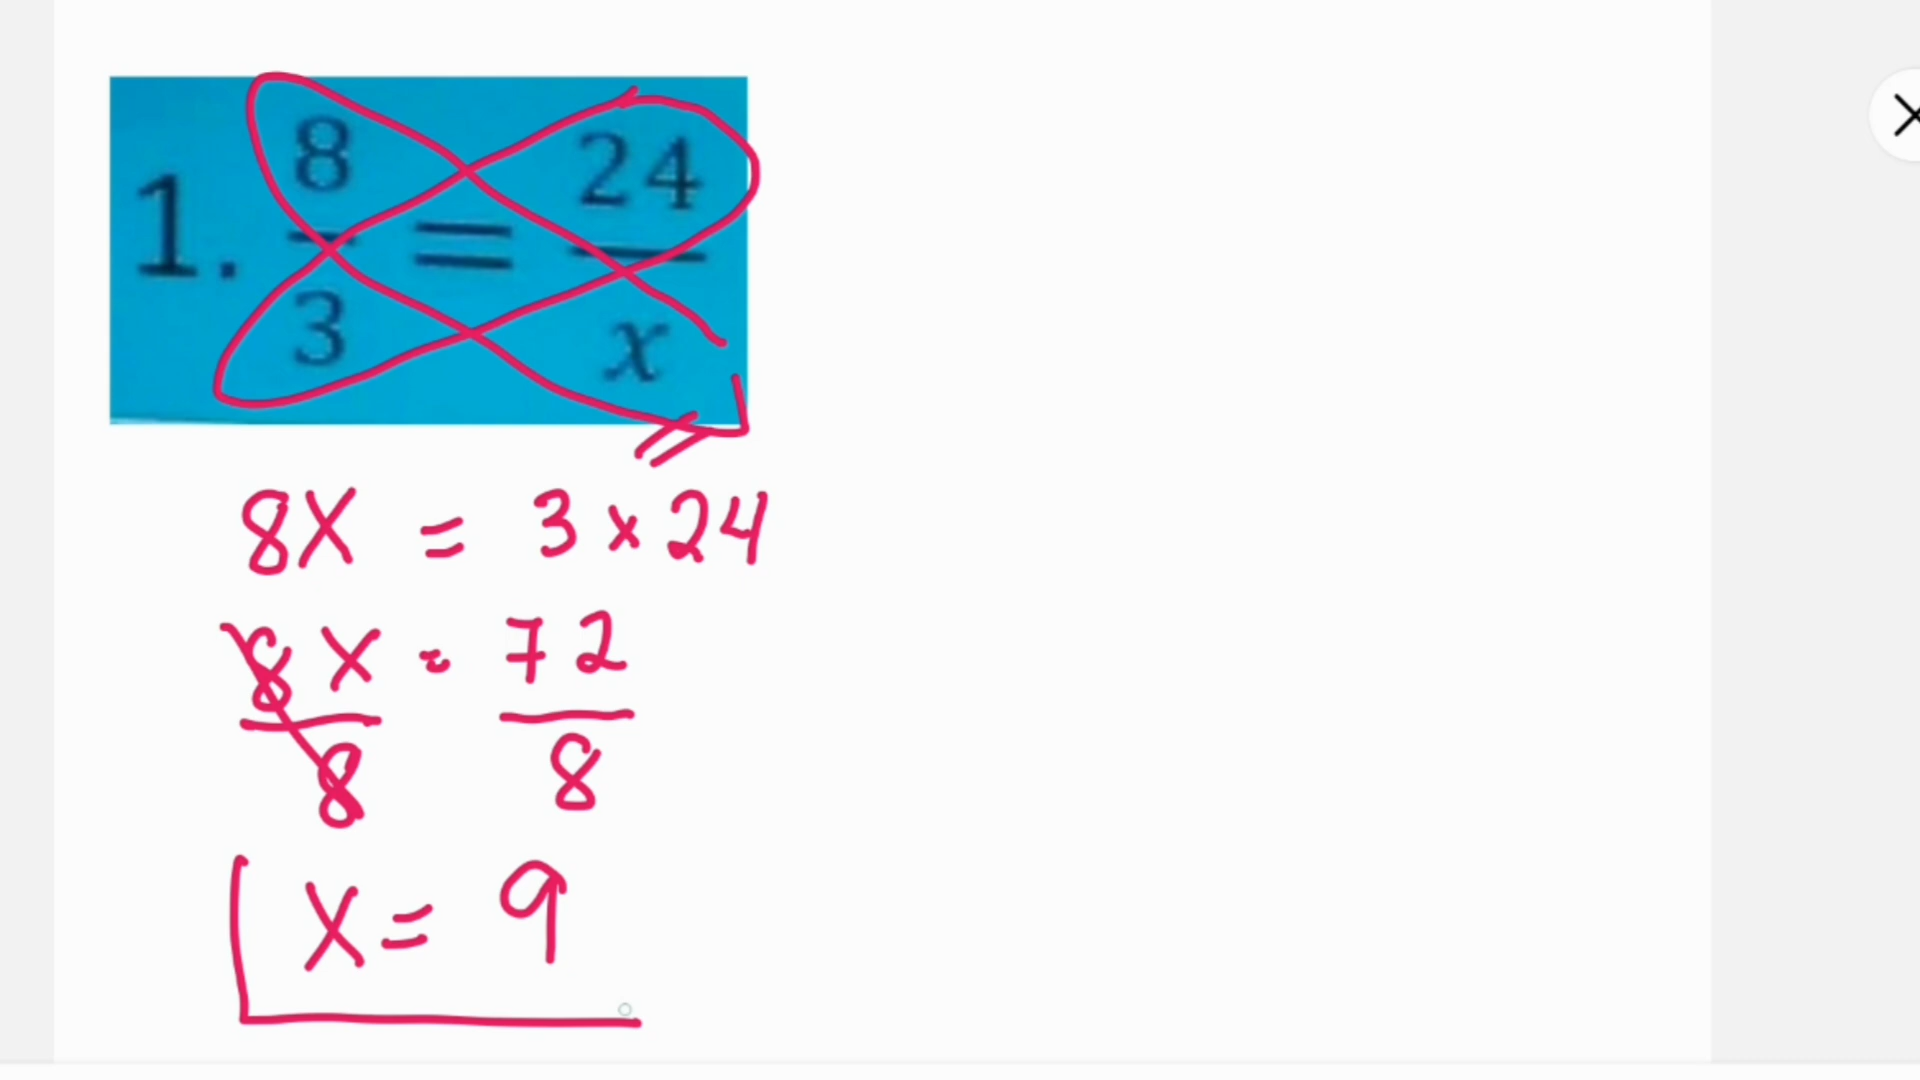 1. 8/3 = 24/x
8X = 3 x 24
8X/8 = 72/8
X = 9